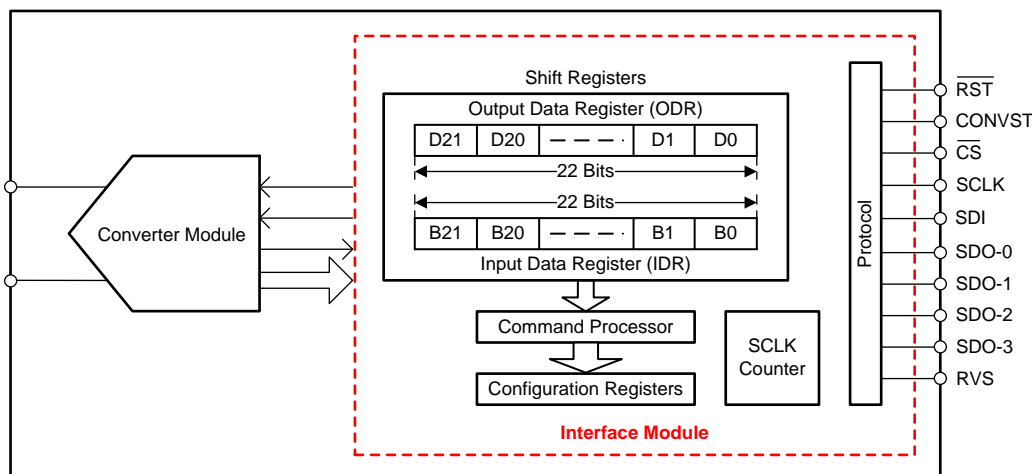 Shift Registers
Output Data Register (ODR)
D21 D20 D1 D0
22 Bits
22 Bits
B21 B20 B1 B0
Input Data Register (IDR)
Converter Module
Command Processor
Configuration Registers
SCLK
Counter
Interface Module
Protocol
RST
CONVST
CS
SCLK
SDI
SDO-0
SDO-1
SDO-2
SDO-3
RVS